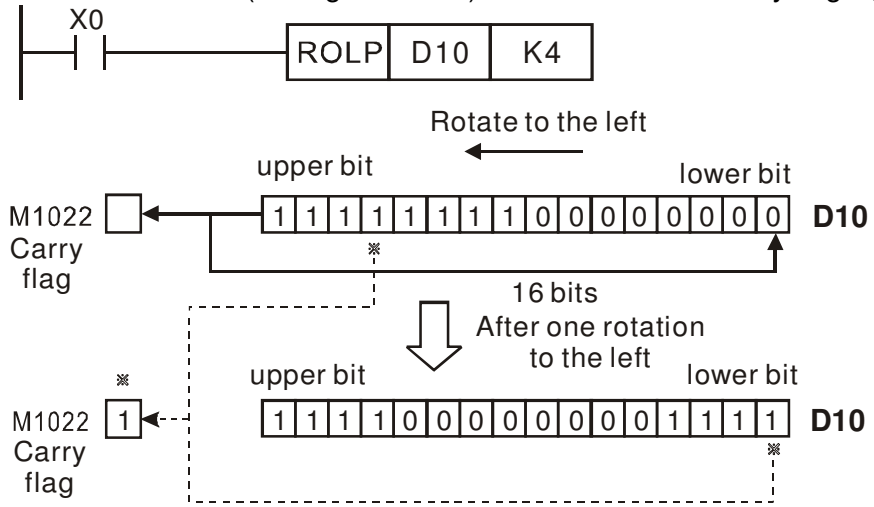 X0
ROLP D10 K4
Rotate to the left
upper bit lower bit
M1022 1 1 1 1 1 1 1 1 0 0 0 0 0 0 0 0 D10
Carry
flag
※
16 bits
After one rotation
to the left
upper bit lower bit
※
M1022 1 1 1 1 1 0 0 0 0 0 0 0 0 1 1 1 1 D10
Carry
flag
※